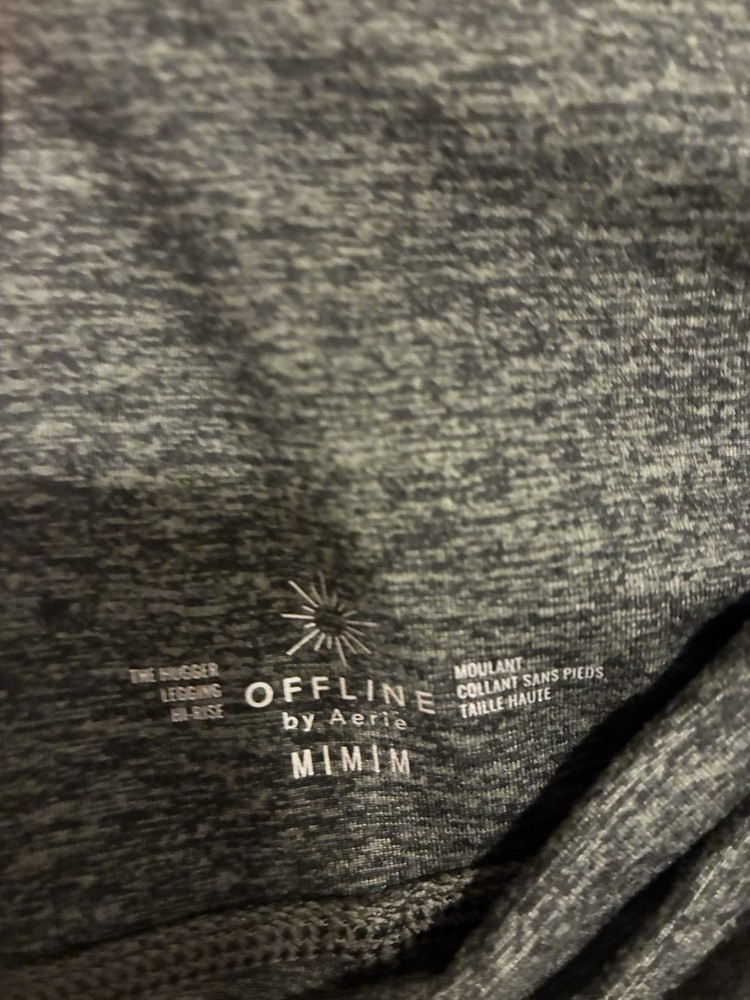 THE HUGGER
LEGGING
HI-RISE
OFFLINE
by Aerie
M|M|M
MOULANT
COLLANT SANS PIEDS
TAILLE HAUTE